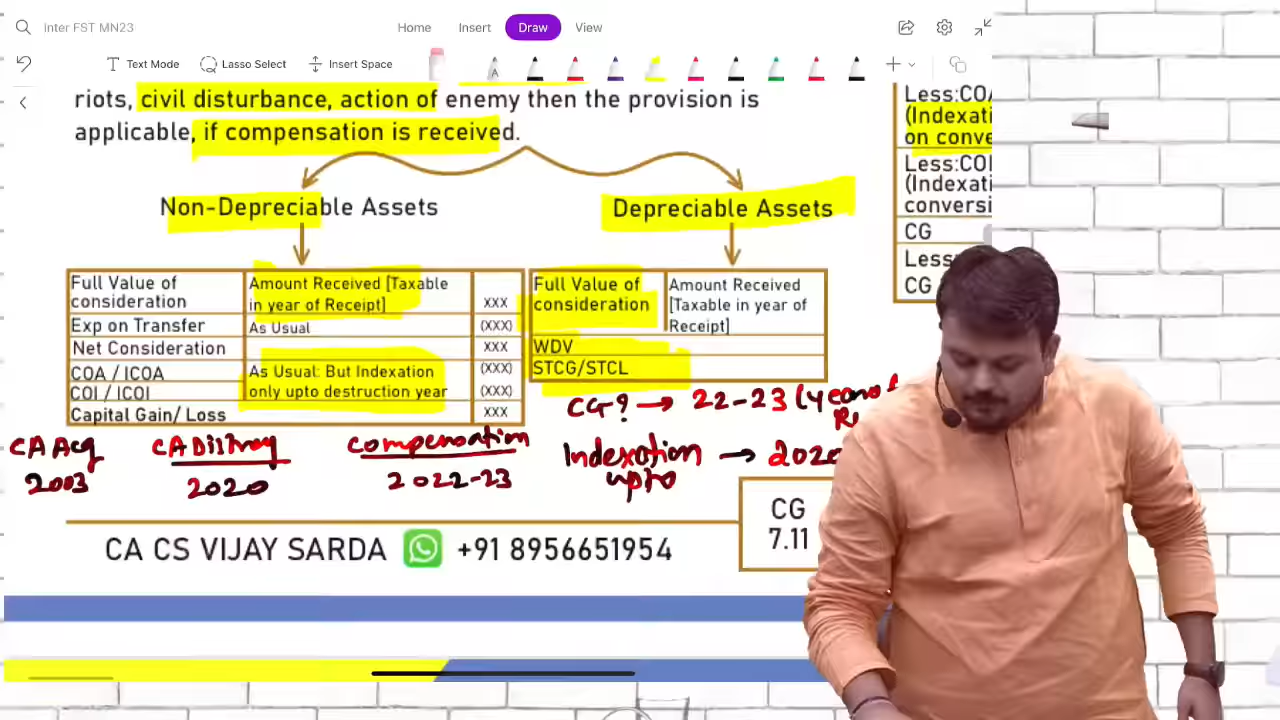 Inter FST MN23
Home Insert Draw View
Text Mode Lasso Select Insert Space
riots, civil disturbance, action of enemy then the provision is
applicable, if compensation is received.
Non-Depreciable Assets
Depreciable Assets
Full Value of consideration Amount Received [Taxable in year of Receipt] xxx
Exp on Transfer As Usual (XXX)
Net Consideration xxx
COA / ICOA As Usual: But Indexation (XXX)
COI / ICOI only upto destruction year (XXX)
Capital Gain/ Loss xxx
Full Value of consideration Amount Received [Taxable in year of Receipt]
WDV
STCG/STCL
CG? → 22-23
Indexation upto →
CA Acq
2003
2020
Compensation
2022-23
CG
7.11
CA CS VIJAY SARDA +91 8956651954
Less:
(Indexati
on conve
Less:
(Indexati
conversi
CG
Less
CG